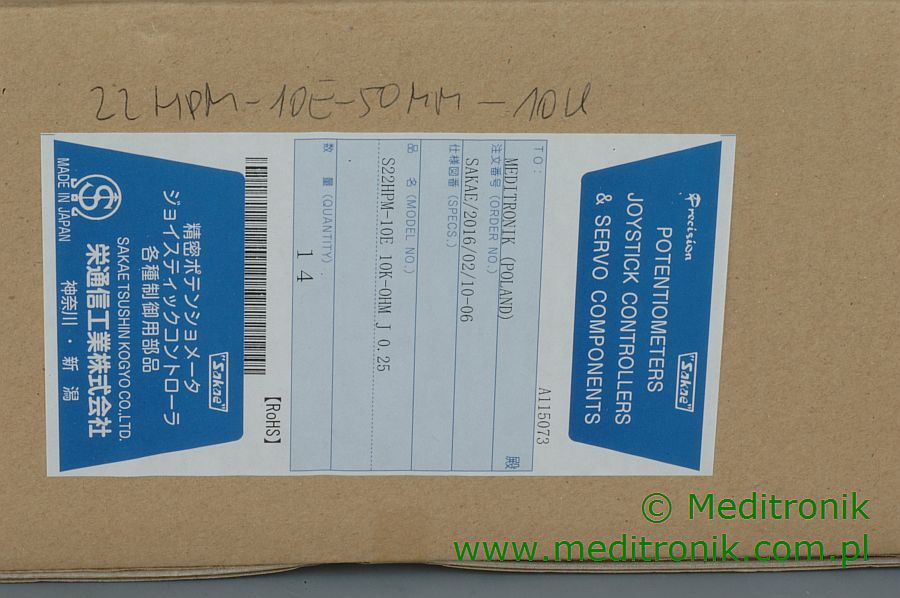 22HPM-10E-50MM-10K
Precision
Sakae
POTENTIOMETERS
JOYSTICK CONTROLLERS
& SERVO COMPONENTS
A115073
TO:
殿
MEDITRONIK (POLAND)
注文番号 (ORDER NO.)
SAKAE/2016/02/10-06
仕様図番 (SPECS.)
品 名 (MODEL NO.)
S22HPM-10E 10K-OHM J 0.25
数 量 (QUANTITY)
14
【RoHS】
Sakae
精密ポテンショメータ
ジョイスティックコントローラ
各種制御用部品
SAKAE TSUSHIN KOGYO CO.,LTD.
栄通信工業株式会社
神奈川・新潟
MADE IN JAPAN
© Meditronik
www.meditronik.com.pl